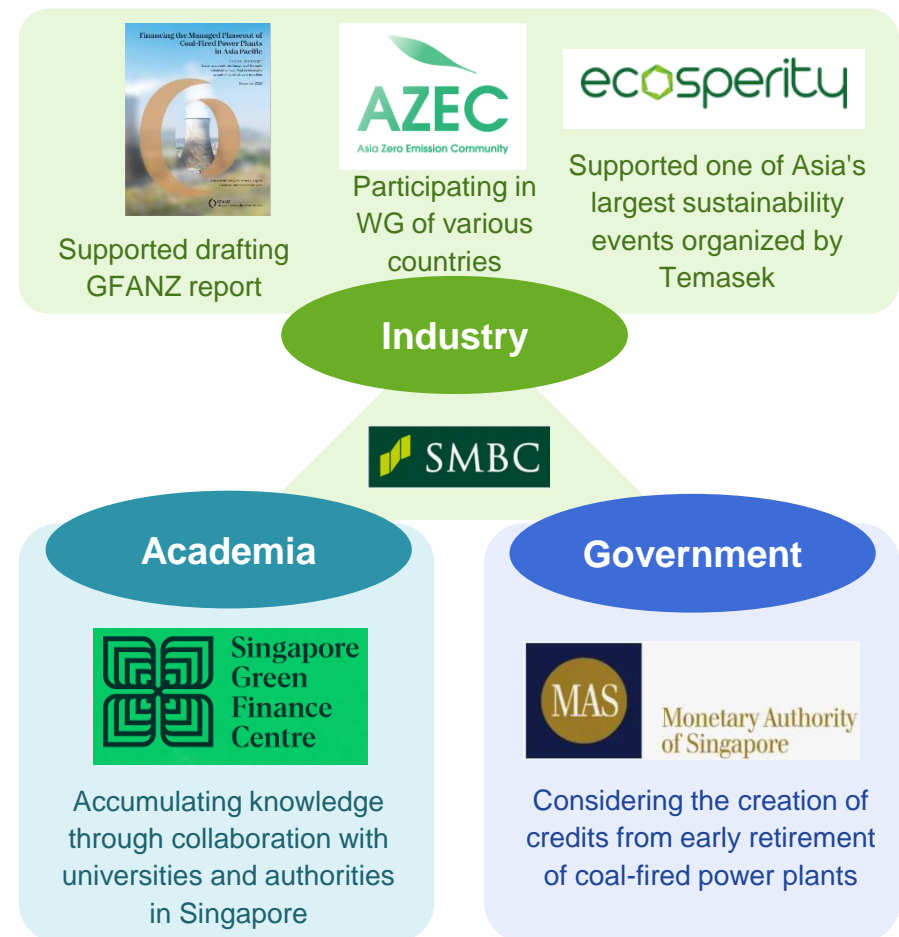 Financing the Managed Phaseout of
Coal-Fired Power Plants
in Asia Pacific
FINAL REPORT
AZEC
Asia Zero Emission Community
ecosperity
Supported drafting
GFANZ report
Participating in
WG of various
countries
Supported one of Asia's
largest sustainability
events organized by
Temasek
Industry
SMBC
Academia
Singapore
Green
Finance
Centre
Accumulating knowledge
through collaboration with
universities and authorities
in Singapore
Government
MAS
Monetary Authority
of Singapore
Considering the creation of
credits from early retirement
of coal-fired power plants